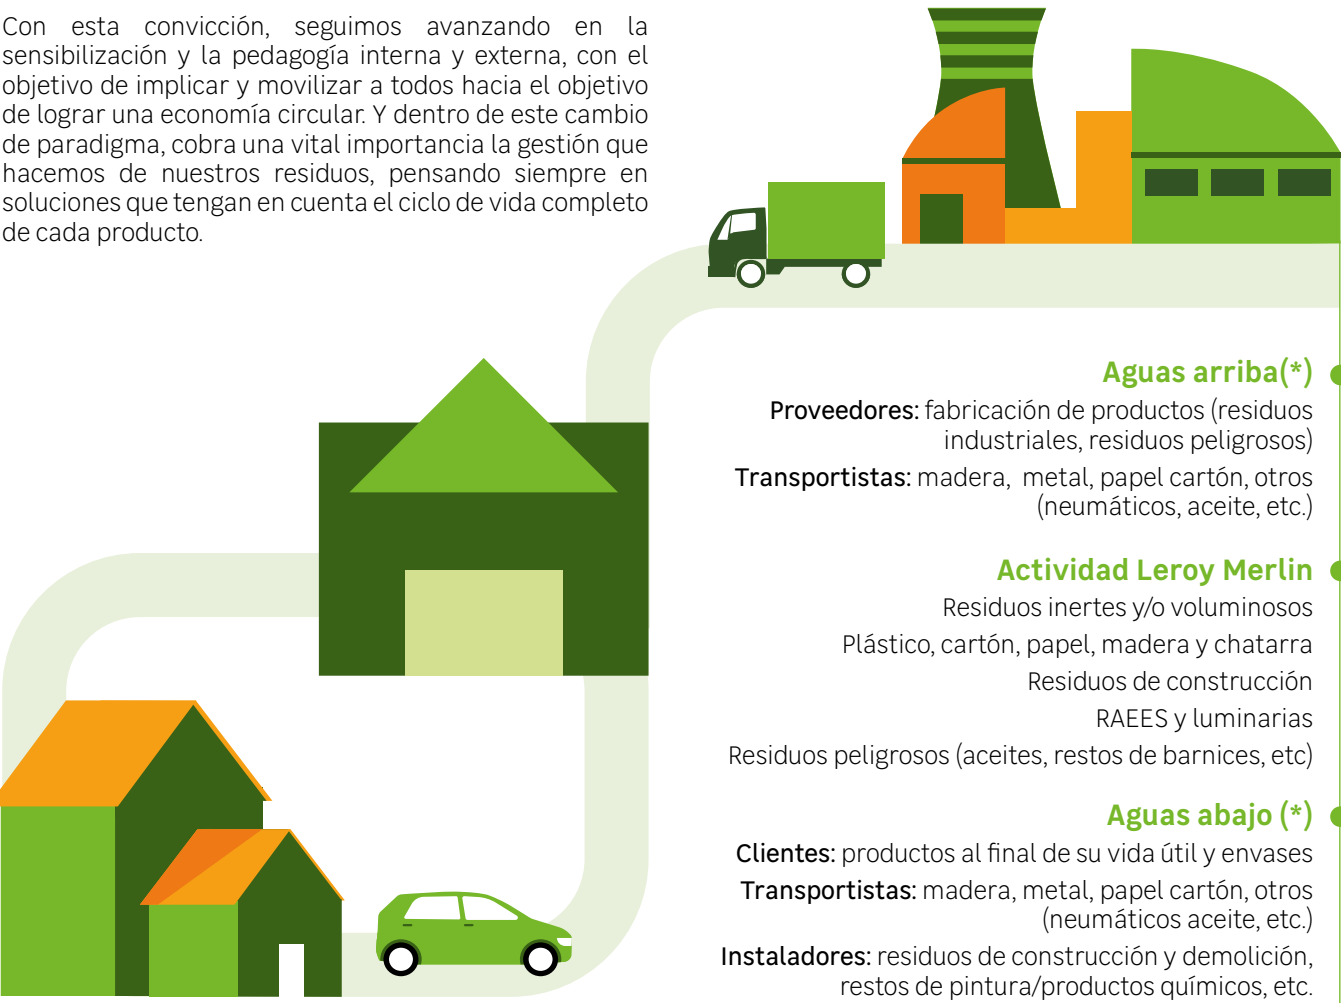 Con esta convicción, seguimos avanzando en la
sensibilización y la pedagogía interna y externa, con el
objetivo de implicar y movilizar a todos hacia el objetivo
de lograr una economía circular. Y dentro de este cambio
de paradigma, cobra una vital importancia la gestión que
hacemos de nuestros residuos, pensando siempre en
soluciones que tengan en cuenta el ciclo de vida completo
de cada producto.
Aguas arriba(*)
Proveedores: fabricación de productos (residuos
industriales, residuos peligrosos)
Transportistas: madera, metal, papel cartón, otros
(neumáticos, aceite, etc.)
Actividad Leroy Merlin
Residuos inertes y/o voluminosos
Plástico, cartón, papel, madera y chatarra
Residuos de construcción
RAEES y luminarias
Residuos peligrosos (aceites, restos de barnices, etc)
Aguas abajo (*)
Clientes: productos al final de su vida útil y envases
Transportistas: madera, metal, papel cartón, otros
(neumáticos aceite, etc.)
Instaladores: residuos de construcción y demolición,
restos de pintura/productos químicos, etc.